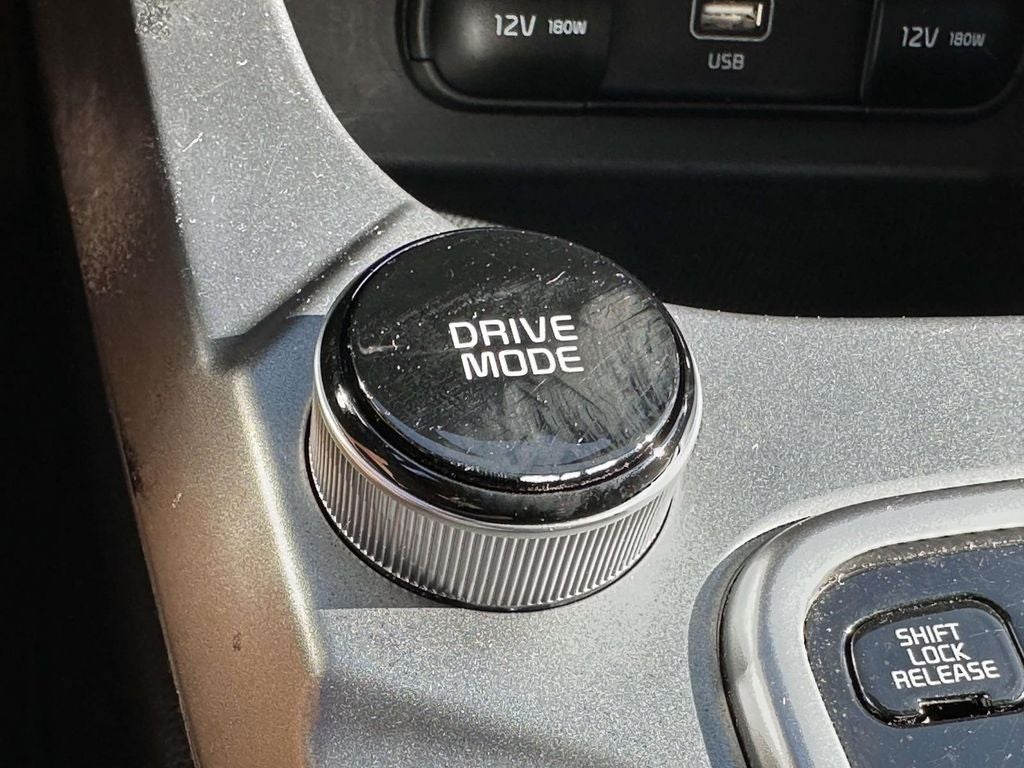 12V 180W
USB
12V 180W
DRIVE
MODE
SHIFT
LOCK
RELEASE